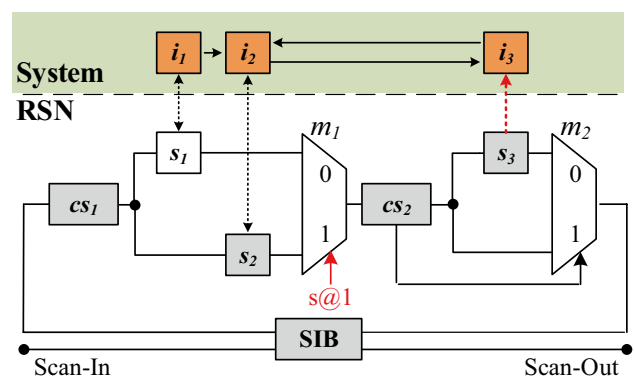 i1
i2
i3
System
RSN
s1
m1
0
1
s@1
s2
cs1
cs2
s3
m2
0
1
SIB
Scan-In
Scan-Out